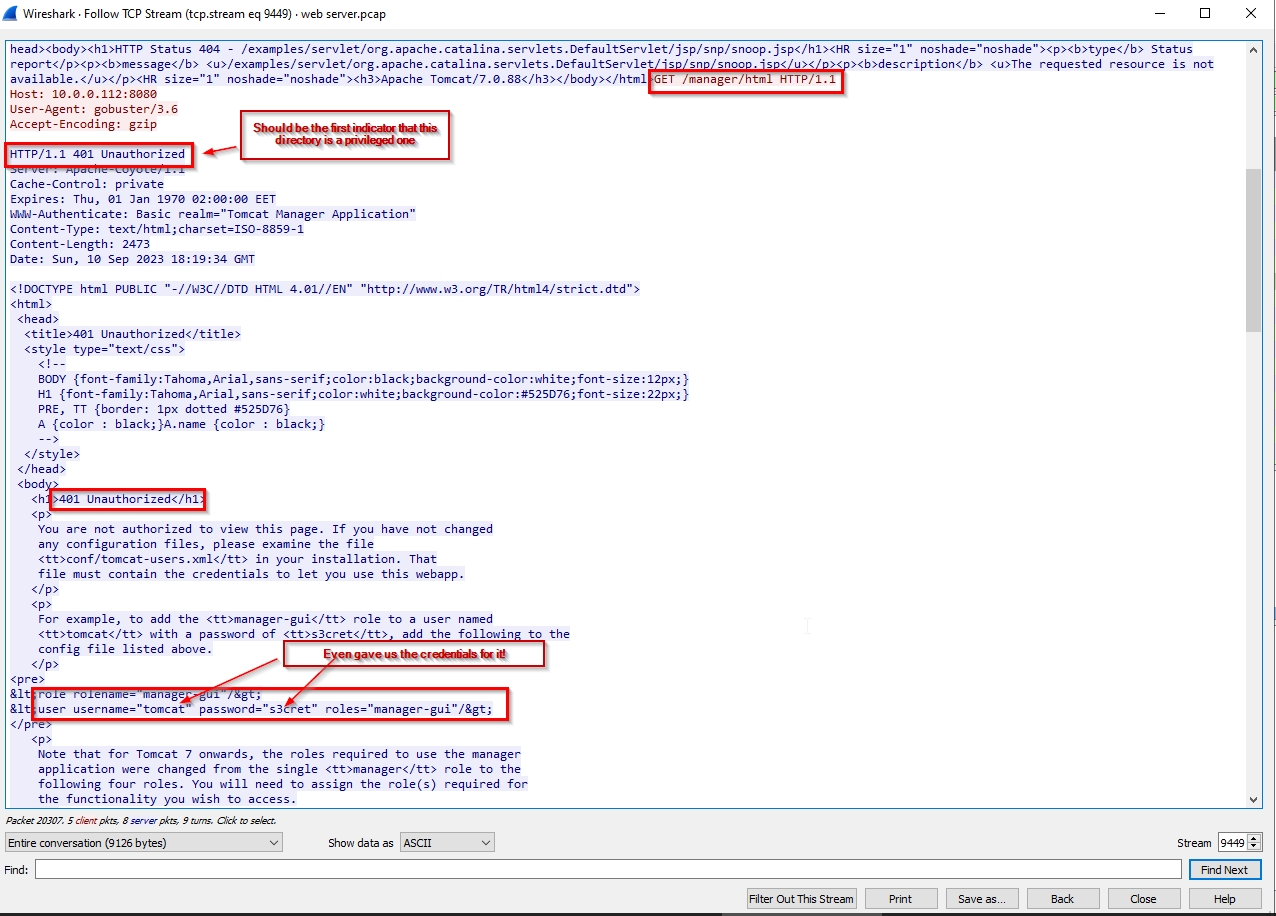 Wireshark · Follow TCP Stream (tcp.stream eq 9449) · web server.pcap
head><body><h1>HTTP Status 404 - /examples/servlet/org.apache.catalina.servlets.DefaultServlet/jsp/snp/snoop.jsp</h1><HR size="1" noshade="noshade"><p><b>type</b> Status
report</p><p><b>message</b> <u>/examples/servlet/org.apache.catalina.servlets.DefaultServlet/jsp/snp/snoop.jsp</u></p><p><b>description</b> <u>The requested resource is not
available.</u></p><HR size="1" noshade="noshade"><h3>Apache Tomcat/7.0.88</h3></body></html>GET /manager/html HTTP/1.1
Host: 10.0.0.112:8080
User-Agent: gobuster/3.6
Accept-Encoding: gzip
Should be the first indicator that this
directory is a privileged one
HTTP/1.1 401 Unauthorized
Server: Apache-Coyote/1.1
Cache-Control: private
Expires: Thu, 01 Jan 1970 02:00:00 EET
WWW-Authenticate: Basic realm="Tomcat Manager Application"
Content-Type: text/html;charset=ISO-8859-1
Content-Length: 2473
Date: Sun, 10 Sep 2023 18:19:34 GMT
<!DOCTYPE html PUBLIC "-//W3C//DTD HTML 4.01//EN" "http://www.w3.org/TR/html4/strict.dtd">
<html>
<head>
<title>401 Unauthorized</title>
<style type="text/css">
<!--
BODY {font-family:Tahoma,Arial,sans-serif;color:black;background-color:white;font-size:12px;}
H1 {font-family:Tahoma,Arial,sans-serif;color:white;background-color:#525D76;font-size:22px;}
PRE, TT {border: 1px dotted #525D76}
A {color : black;}A.name {color : black;}
-->
</style>
</head>
<body>
<h1>401 Unauthorized</h1>
<p>
You are not authorized to view this page. If you have not changed
any configuration files, please examine the file
<tt>conf/tomcat-users.xml</tt> in your installation. That
file must contain the credentials to let you use this webapp.
</p>
<p>
For example, to add the <tt>manager-gui</tt> role to a user named
<tt>tomcat</tt> with a password of <tt>s3cret</tt>, add the following to the
config file listed above.
Even gave us the credentials for it!
</p>
<pre>
&lt;role rolename="manager-gui"/&gt;
&lt;user username="tomcat" password="s3cret" roles="manager-gui"/&gt;
</pre>
<p>
Note that for Tomcat 7 onwards, the roles required to use the manager
application were changed from the single <tt>manager</tt> role to the
following four roles. You will need to assign the role(s) required for
the functionality you wish to access.
Packet 20307. 5 client pkts, 8 server pkts, 9 turns. Click to select.
Entire conversation (9126 bytes) Show data as ASCII Stream 9449
Find: Find Next
Filter Out This Stream Print Save as... Back Close Help